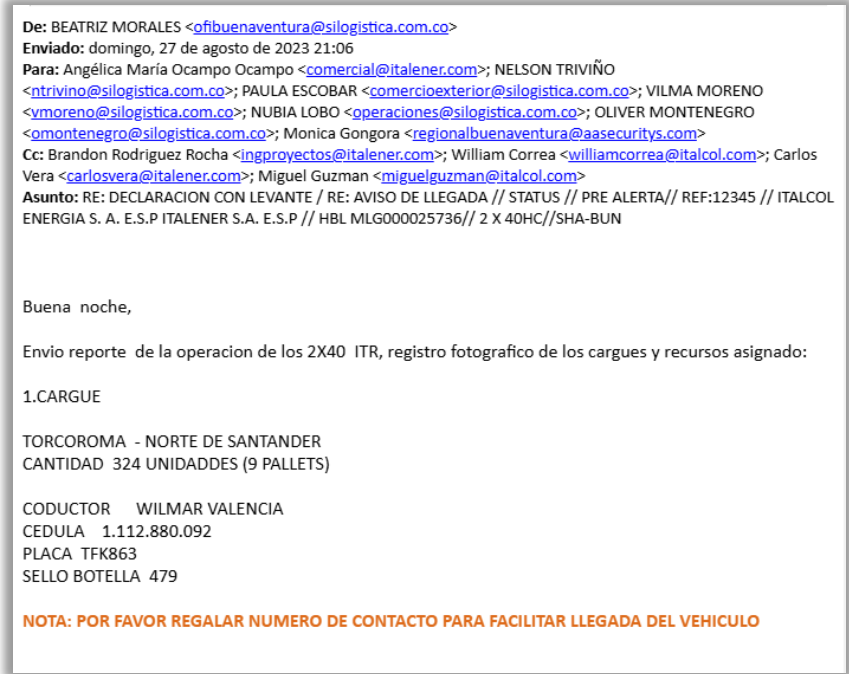 De: BEATRIZ MORALES <ofibuenaventura@silogistica.com.co>
Enviado: domingo, 27 de agosto de 2023 21:06
Para: Angélica María Ocampo Ocampo <comercial@italener.com>; NELSON TRIVIÑO
<ntrivino@silogistica.com.co>; PAULA ESCOBAR <comercioexterior@silogistica.com.co>; VILMA MORENO
<vmoreno@silogistica.com.co>; NUBIA LOBO <operaciones@silogistica.com.co>; OLIVER MONTENEGRO
<omontenegro@silogistica.com.co>; Monica Gongora <regionalbuenaventura@aasecuritys.com>
Cc: Brandon Rodriguez Rocha <ingproyectos@italener.com>; William Correa <williamcorrea@italcol.com>; Carlos
Vera <carlosvera@italener.com>; Miguel Guzman <miguelguzman@italcol.com>
Asunto: RE: DECLARACION CON LEVANTE / RE: AVISO DE LLEGADA // STATUS // PRE ALERTA// REF:12345 // ITALCOL
ENERGIA S. A. E.S.P ITALENER S.A. E.S.P // HBL MLG000025736// 2 X 40HC//SHA-BUN
Buena noche,
Envio reporte de la operacion de los 2X40 ITR, registro fotografico de los cargues y recursos asignado:
1.CARGUE
TORCOROMA - NORTE DE SANTANDER
CANTIDAD 324 UNIDADDES (9 PALLETS)
CODUCTOR WILMAR VALENCIA
CEDULA 1.112.880.092
PLACA TFK863
SELLO BOTELLA 479
NOTA: POR FAVOR REGALAR NUMERO DE CONTACTO PARA FACILITAR LLEGADA DEL VEHICULO